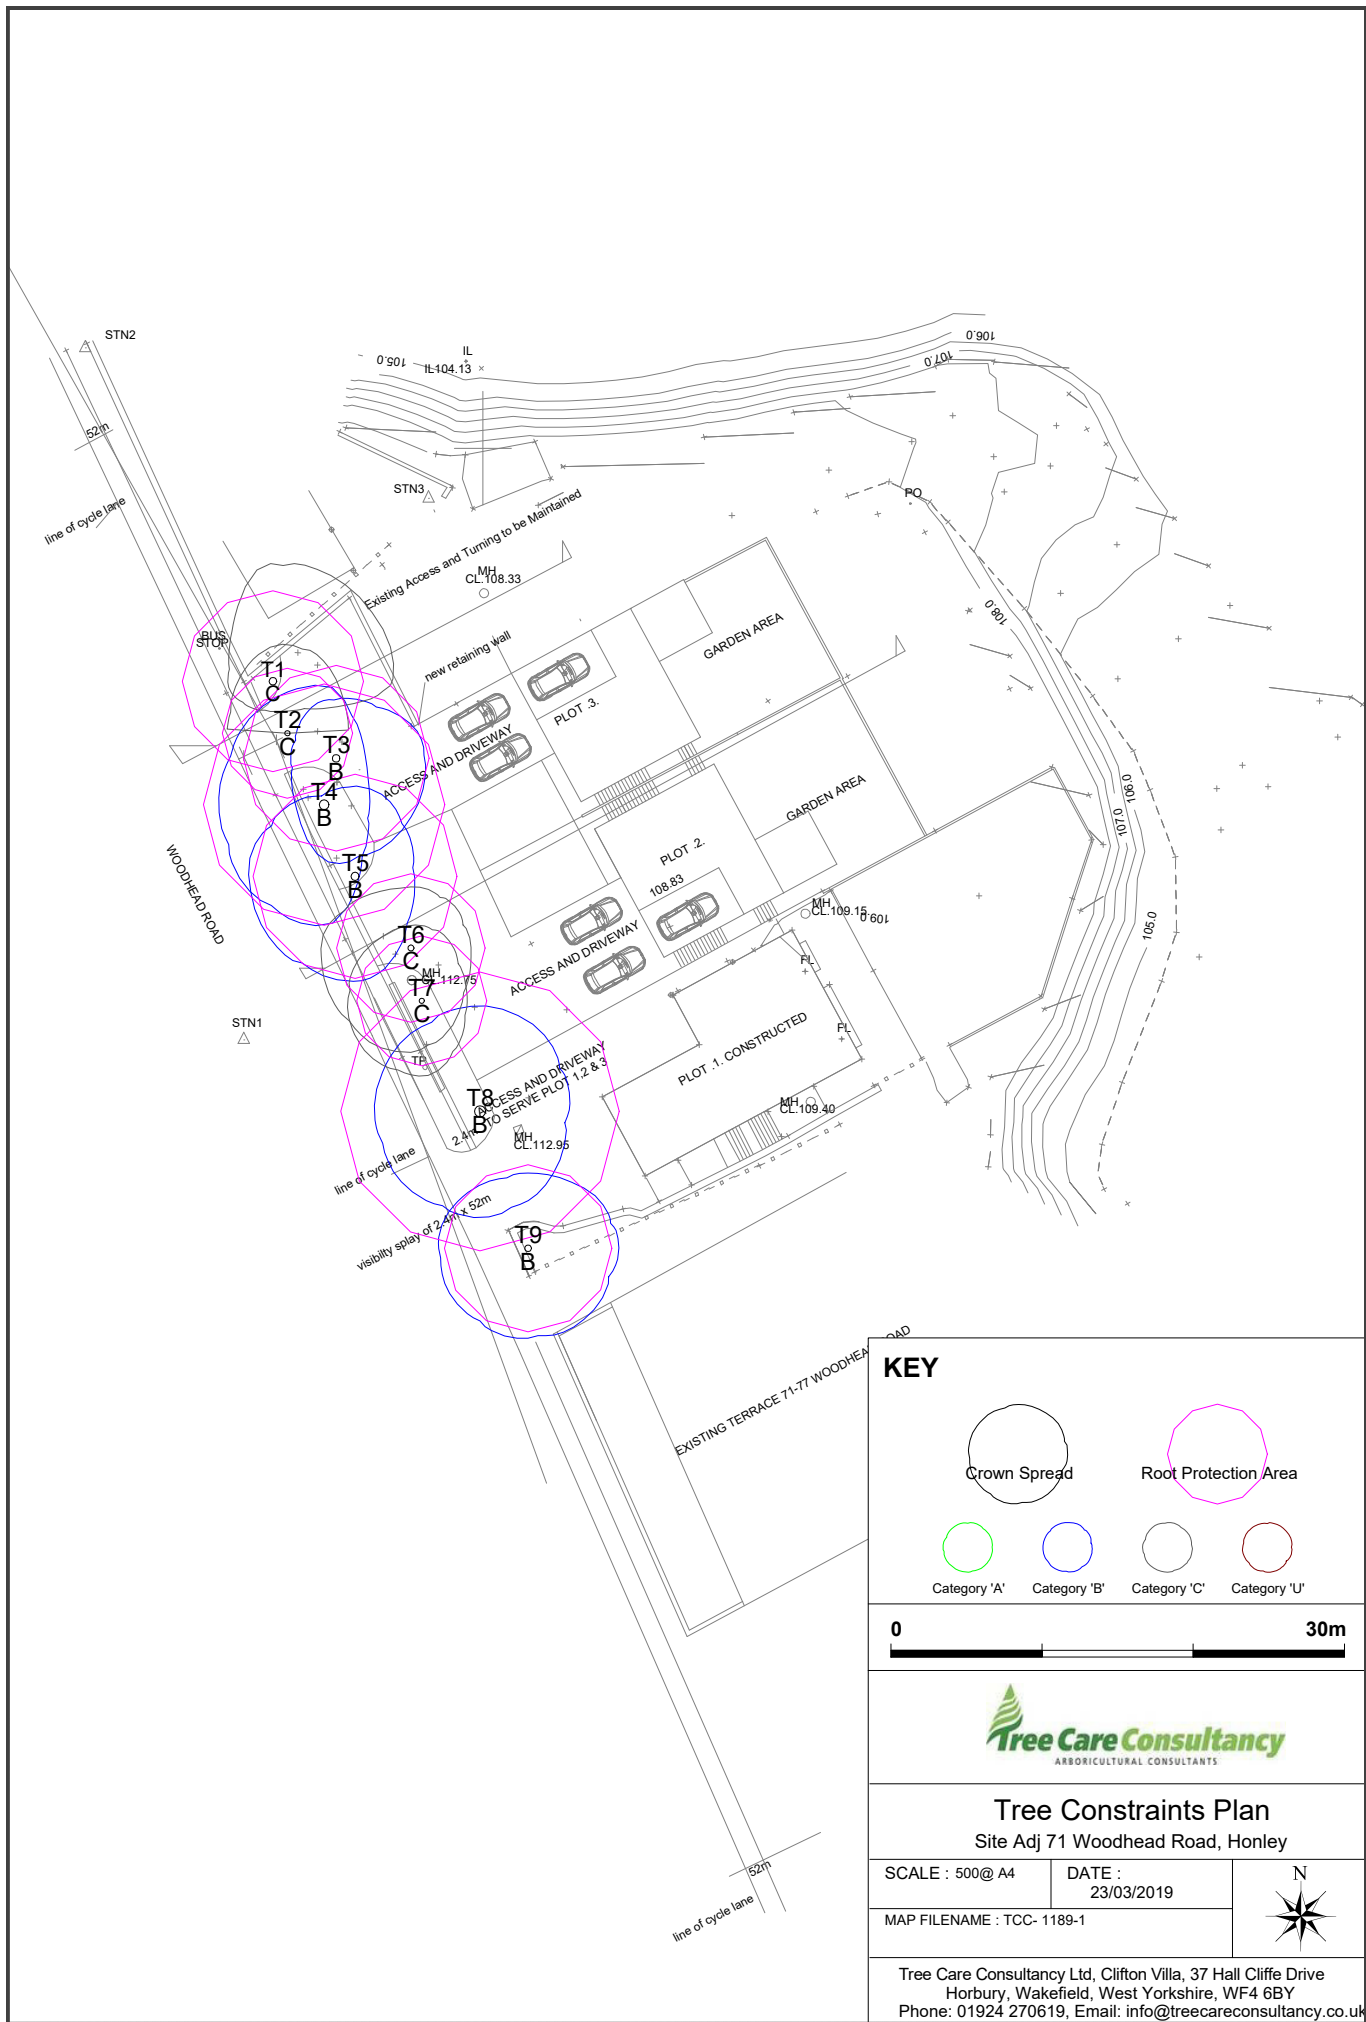 STN2
52m
line of cycle lane
105.0
IL
IL104.13
106.0
107.0
STN3
PO
Existing Access and Turning to be Maintained
MH
CL.108.33
BUS
STOP
new retaining wall
GARDEN AREA
108.0
T1
C
T2
C
T3
B
T4
B
PLOT .3.
ACCESS AND DRIVEWAY
GARDEN AREA
106.0
107.0
WOODHEAD ROAD
T5
B
PLOT .2.
108.83
MH
CL.109.15
109.0
105.0
T6
C
MH
CL.112.75
T7
C
ACCESS AND DRIVEWAY
FL
FL
STN1
TP
PLOT .1. CONSTRUCTED
ACCESS AND DRIVEWAY
TO SERVE PLOT 1,2 & 3
T8
B
2.4m
MH
CL.112.95
MH
CL.109.40
line of cycle lane
visibilty splay of 2.4m x 52m
T9
B
EXISTING TERRACE 71-77 WOODHEAD ROAD
52m
line of cycle lane
KEY
Crown Spread
Root Protection Area
Category 'A'
Category 'B'
Category 'C'
Category 'U'
0
30m
Tree Care Consultancy
ARBORICULTURAL CONSULTANTS
Tree Constraints Plan
Site Adj 71 Woodhead Road, Honley
SCALE : 500@ A4
DATE :
23/03/2019
N
MAP FILENAME : TCC- 1189-1
Tree Care Consultancy Ltd, Clifton Villa, 37 Hall Cliffe Drive
Horbury, Wakefield, West Yorkshire, WF4 6BY
Phone: 01924 270619, Email: info@treecareconsultancy.co.uk